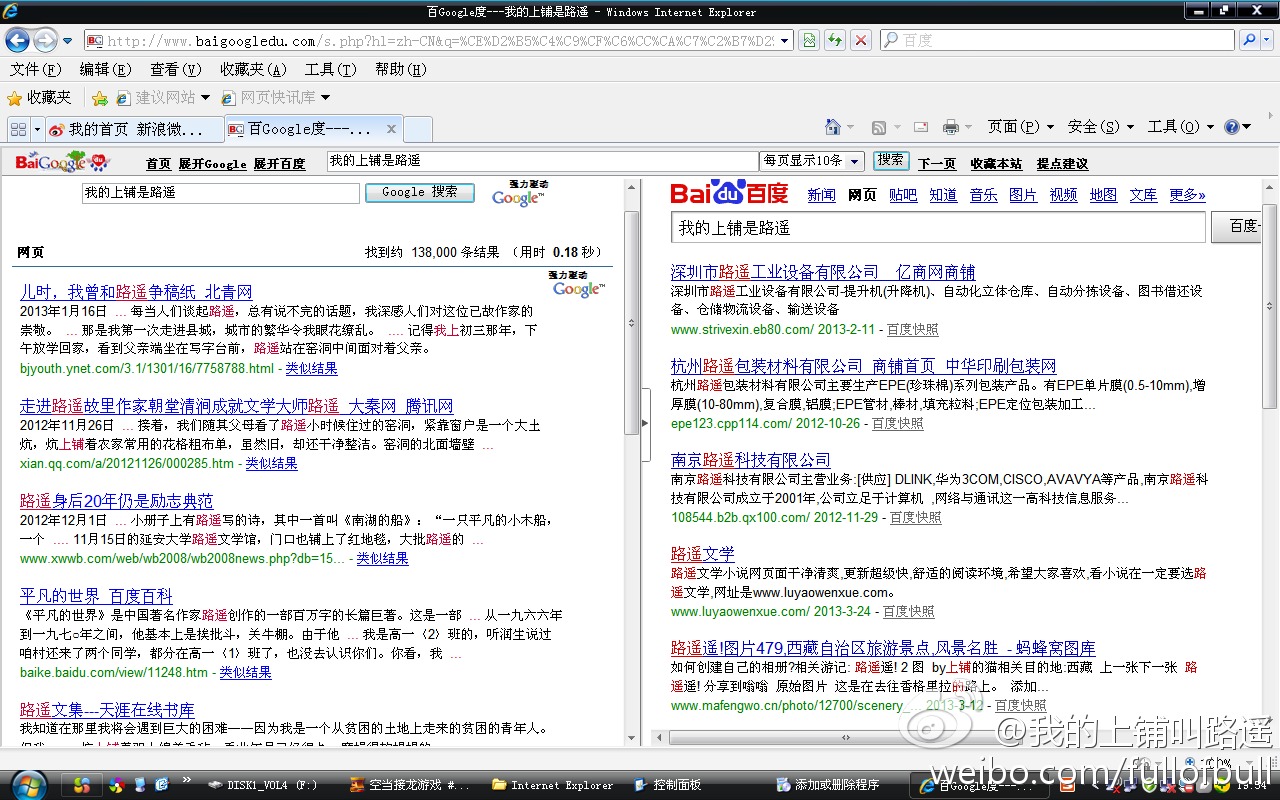 百Google度---我的上铺是路遥 - Windows Internet Explorer
http://www.baigoogledu.com/s.php?hl=zh-CN&q=%CE%D2%B5%C4%C9%CF%C6%CC%CA%C7%C2%B7%D2%
百度
文件(F) 编辑(E) 查看(V) 收藏夹(A) 工具(T) 帮助(H)
收藏夹 建议网站 网页快讯库
我的首页 新浪微... 百Google度---... 页面(P) 安全(S) 工具(O)
BaiGoogle 首页 展开Google 展开百度 我的上铺是路遥 每页显示10条 搜索 下一页 收藏本站 提点建议
我的上铺是路遥 Google 搜索 强力驱动 Google™
网页 找到约 138,000 条结果 （用时 0.18 秒）
强力驱动 Google™
儿时，我曾和路遥争稿纸_北青网
2013年1月16日 ... 每当人们谈起路遥，总有说不完的话题，我深感人们对这位已故作家的
崇敬。 ... 那是我第一次走进县城，城市的繁华令我眼花缭乱。 .... 记得我上初三那年，下
午放学回家，看到父亲端坐在写字台前，路遥站在窑洞中间面对着父亲。
bjyouth.ynet.com/3.1/1301/16/7758788.html - 类似结果
走进路遥故里作家朝堂清涧成就文学大师路遥_大秦网_腾讯网
2012年11月26日 ... 接着，我们随其父母看了路遥小时候住过的窑洞，紧靠窗户是一个大土
炕，炕上铺着农家常用的花格粗布单，虽然旧，却还干净整洁。窑洞的北面墙壁 ...
xian.qq.com/a/20121126/000285.htm - 类似结果
路遥身后20年仍是励志典范
2012年12月1日 ... 小册子上有路遥写的诗，其中一首叫《南湖的船》：“一只平凡的小木船，
一个 .... 11月15日的延安大学路遥文学馆，门口也铺上了红地毯，大批路遥的 ...
www.xwwb.com/web/wb2008/wb2008news.php?db=15... - 类似结果
平凡的世界_百度百科
《平凡的世界》是中国著名作家路遥创作的一部百万字的长篇巨著。这是一部 ... 从一九六六年
到一九七○年之间，他基本上是挨批斗，关牛棚。由于他 ... 我是高一〈2〉班的，听润生说过
咱村还来了两个同学，都分在高一〈1〉班了，也没去认识你们。你看，我 ...
baike.baidu.com/view/11248.htm - 类似结果
路遥文集---天涯在线书库
我知道在那里我将会遇到巨大的困难——因为我是一个从贫困的土地上走来的贫困的青年人。
Bai du 百度 新闻 网页 贴吧 知道 音乐 图片 视频 地图 文库 更多»
我的上铺是路遥 百度一
深圳市路遥工业设备有限公司__亿商网商铺
深圳市路遥工业设备有限公司-提升机(升降机)、自动化立体仓库、自动分拣设备、图书借还设
备、仓储物流设备、输送设备
www.strivexin.eb80.com/ 2013-2-11 - 百度快照
杭州路遥包装材料有限公司_商铺首页_中华印刷包装网
杭州路遥包装材料有限公司主要生产EPE(珍珠棉)系列包装产品。有EPE单片膜(0.5-10mm),增
厚膜(10-80mm),复合膜,铝膜;EPE管材,棒材,填充粒料;EPE定位包装加工...
epe123.cpp114.com/ 2012-10-26 - 百度快照
南京路遥科技有限公司
南京路遥科技有限公司主营业务:[供应] DLINK,华为3COM,CISCO,AVAVYA等产品,南京路遥科
技有限公司成立于2001年,公司立足于计算机 ,网络与通讯这一高科技信息服务...
108544.b2b.qx100.com/ 2012-11-29 - 百度快照
路遥文学
路遥文学小说网页面干净清爽,更新超级快,舒适的阅读环境,希望大家喜欢,看小说在一定要选路
遥文学,网址是www.luyaowenxue.com。
www.luyaowenxue.com/ 2013-3-24 - 百度快照
路遥遥!图片479,西藏自治区旅游景点,风景名胜 - 蚂蜂窝图库
如何创建自己的相册?相关游记: 路遥遥! 2 图 by上铺的猫相关目的地:西藏 上一张下一张 路
遥遥! 分享到嗡嗡 原始图片 这是在去往香格里拉的路上。 添加...
www.mafengwo.cn/photo/12700/scenery_... 2013-3-12 - 百度快照
@我的上铺叫路遥
weibo.com/fullorbull
DISK1_VOL4 (F:) 空当接龙游戏 #... Internet Explorer 控制面板 添加或删除程序 百Google度---...